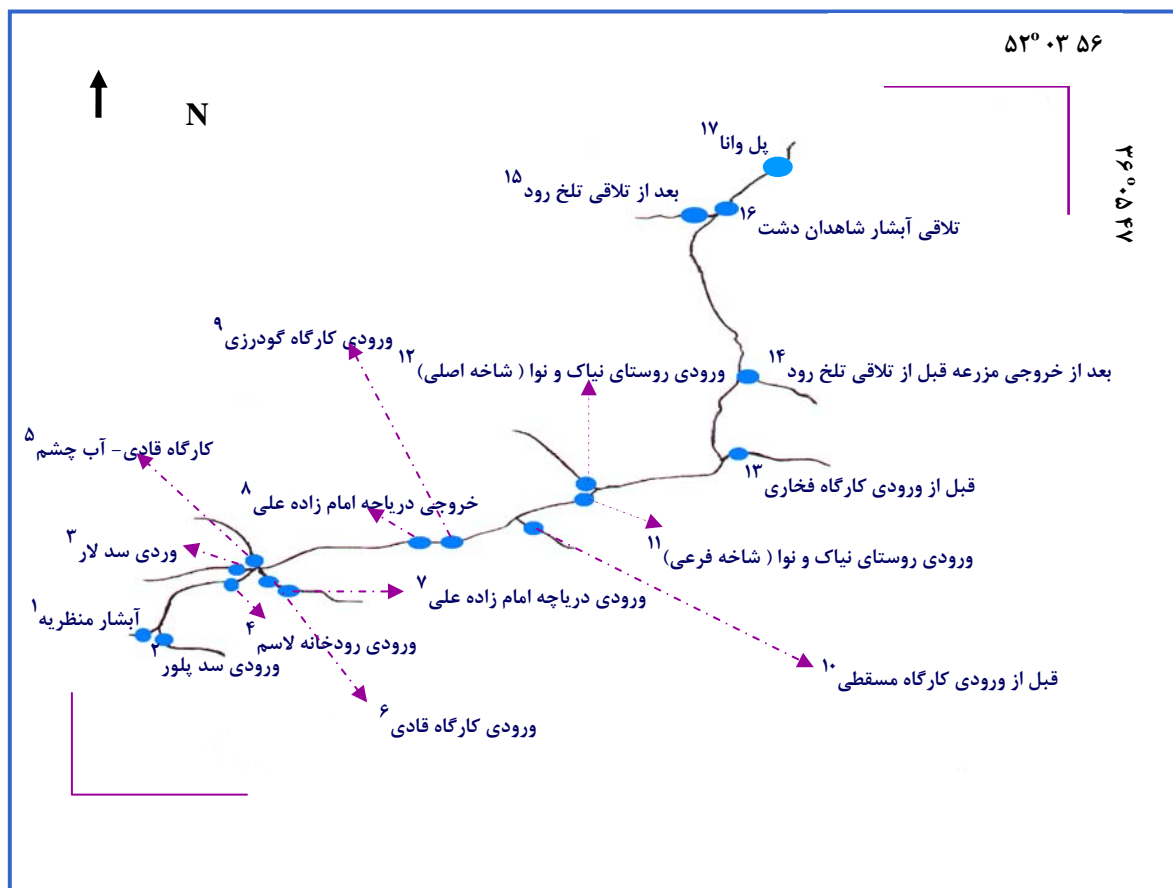 ۵۲° ۰۳ ۵۶
N
۳۶° ۰۵ ۴۷
پل وانا ۱۷
بعد از تلاقی تلخ رود ۱۵
تلاقی آبشار شاهدان دشت ۱۶
ورودی کارگاه گودرزی ۹
ورودی روستای نیاک و نوا ( شاخه اصلی) ۱۲
بعد از خروجی مزرعه قبل از تلاقی تلخ رود ۱۴
کارگاه قادی- آب چشم ۵
خروجی دریاچه امام زاده علی ۸
قبل از ورودی کارگاه فخاری ۱۳
وردی سد لار ۳
ورودی روستای نیاک و نوا ( شاخه فرعی) ۱۱
ورودی دریاچه امام زاده علی ۷
آبشار منظریه ۱
ورودی رودخانه لاسم ۴
ورودی سد پلور ۲
قبل از ورودی کارگاه مسقطی ۱۰
ورودی کارگاه قادی ۶